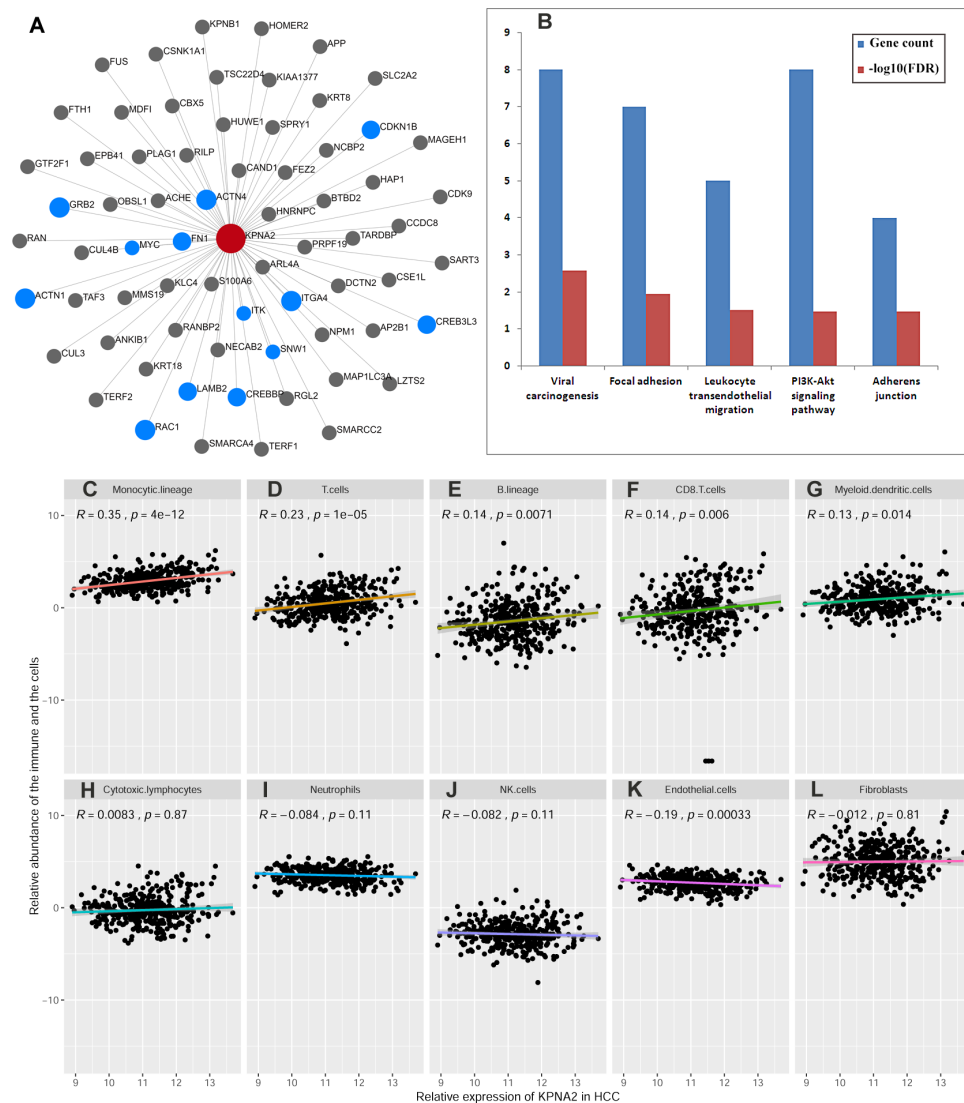 A
KPNB1
HOMER2
CSNK1A1
APP
FUS
TSC22D4
KIAA1377
SLC2A2
FTH1
MDFI
CBX5
KRT8
HUWE1
SPRY1
CDKN1B
GTF2F1
EPB41
PLAG1
RILP
NCBP2
MAGEH1
CAND1
FEZ2
HAP1
GRB2
OBSL1
ACHE
ACTN4
BTBD2
CDK9
HNRNPC
CCDC8
RAN
CUL4B
MYC
FN1
KPNA2
PRPF19
TARDBP
SART3
ARL4A
ACTN1
TAF3
MMS19
KLC4
S100A6
DCTN2
CSE1L
ITGA4
ITK
CREB3L3
CUL3
ANKIB1
RANBP2
NPM1
AP2B1
KRT18
NECAB2
SNW1
MAP1LC3A
LZTS2
TERF2
LAMB2
CREBBP
RGL2
RAC1
SMARCA4
TERF1
SMARCC2
B
9
8
7
6
5
4
3
2
1
0
Gene count
-log10(FDR)
Viral carcinogenesis
Focal adhesion
Leukocyte transendothelial migration
PI3K-Akt signaling pathway
Adherens junction
C Monocytic.lineage
R = 0.35 , p = 4e−12
D T.cells
R = 0.23 , p = 1e−05
E B.lineage
R = 0.14 , p = 0.0071
F CD8.T.cells
R = 0.14 , p = 0.006
G Myeloid.dendritic.cells
R = 0.13 , p = 0.014
10
0
−10
H Cytotoxic.lymphocytes
R = 0.0083 , p = 0.87
I Neutrophils
R = −0.084 , p = 0.11
J NK.cells
R = −0.082 , p = 0.11
K Endothelial.cells
R = −0.19 , p = 0.00033
L Fibroblasts
R = −0.012 , p = 0.81
10
0
−10
9 10 11 12 13
9 10 11 12 13
9 10 11 12 13
9 10 11 12 13
9 10 11 12 13
Relative abundance of the immune and the cells
Relative expression of KPNA2 in HCC